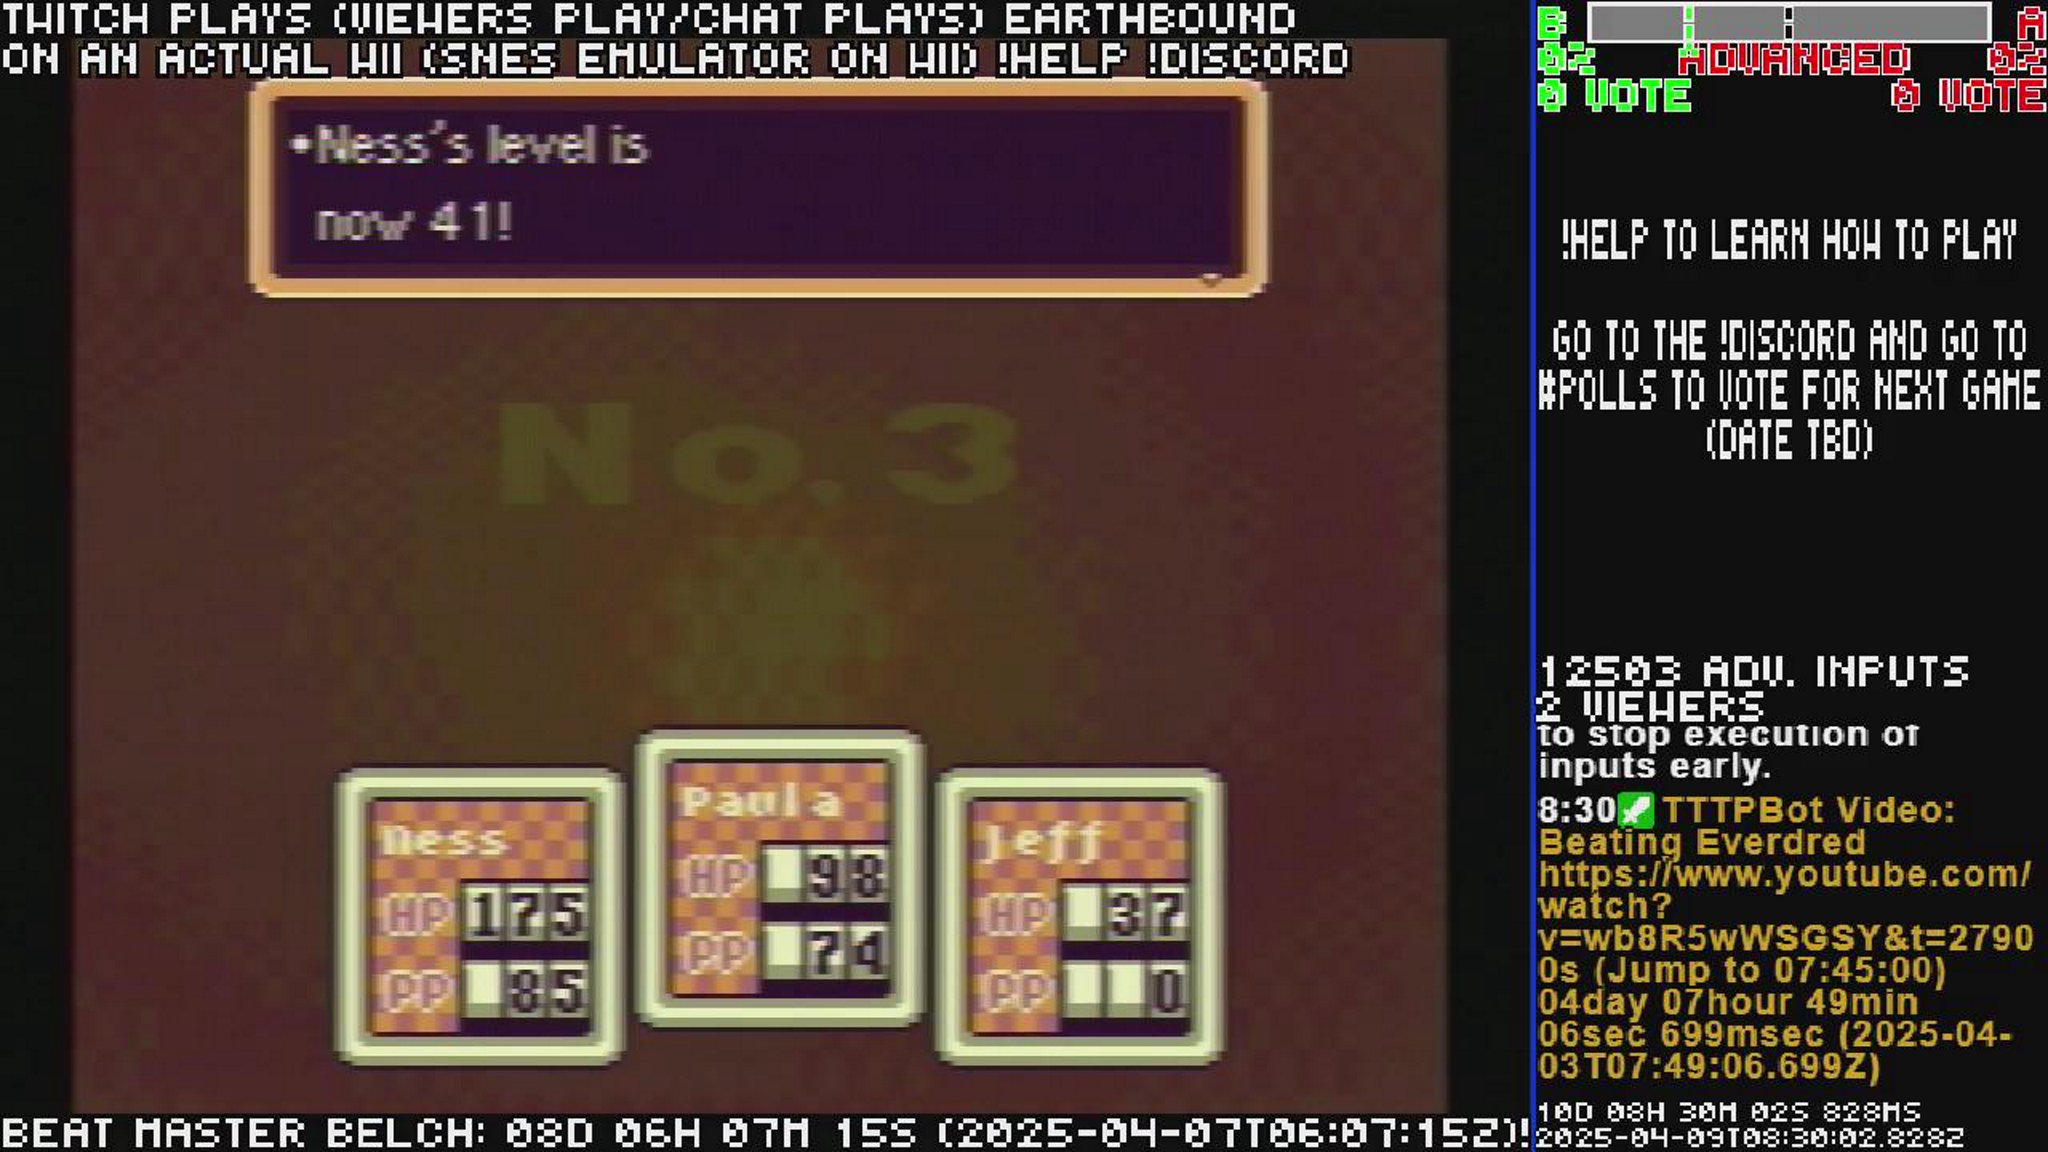 TWITCH PLAYS (VIEWERS PLAY/CHAT PLAYS) EARTHBOUND
ON AN ACTUAL WII (SNES EMULATOR ON WII) !HELP !DISCORD
•Ness's level is
now 41!
No.3
Ness
HP 175
PP 85
Paula
HP 98
PP 74
Jeff
HP 37
PP 0
BEAT MASTER BELCH: 08D 06H 07M 15S (2025-04-07T06:07:15Z)!
B A
0% ADVANCED 0%
0 VOTE 0 VOTE
!HELP TO LEARN HOW TO PLAY
GO TO THE !DISCORD AND GO TO
#POLLS TO VOTE FOR NEXT GAME
(DATE TBD)
12503 ADV. INPUTS
2 VIEWERS
to stop execution of
inputs early.
8:30 TTTPBot Video:
Beating Everdred
https://www.youtube.com/
watch?
v=wb8R5wWSGSY&t=2790
0s (Jump to 07:45:00)
04day 07hour 49min
06sec 699msec (2025-04-
03T07:49:06.699Z)
10D 08H 30M 02S 828MS
2025-04-09T08:30:02.828Z